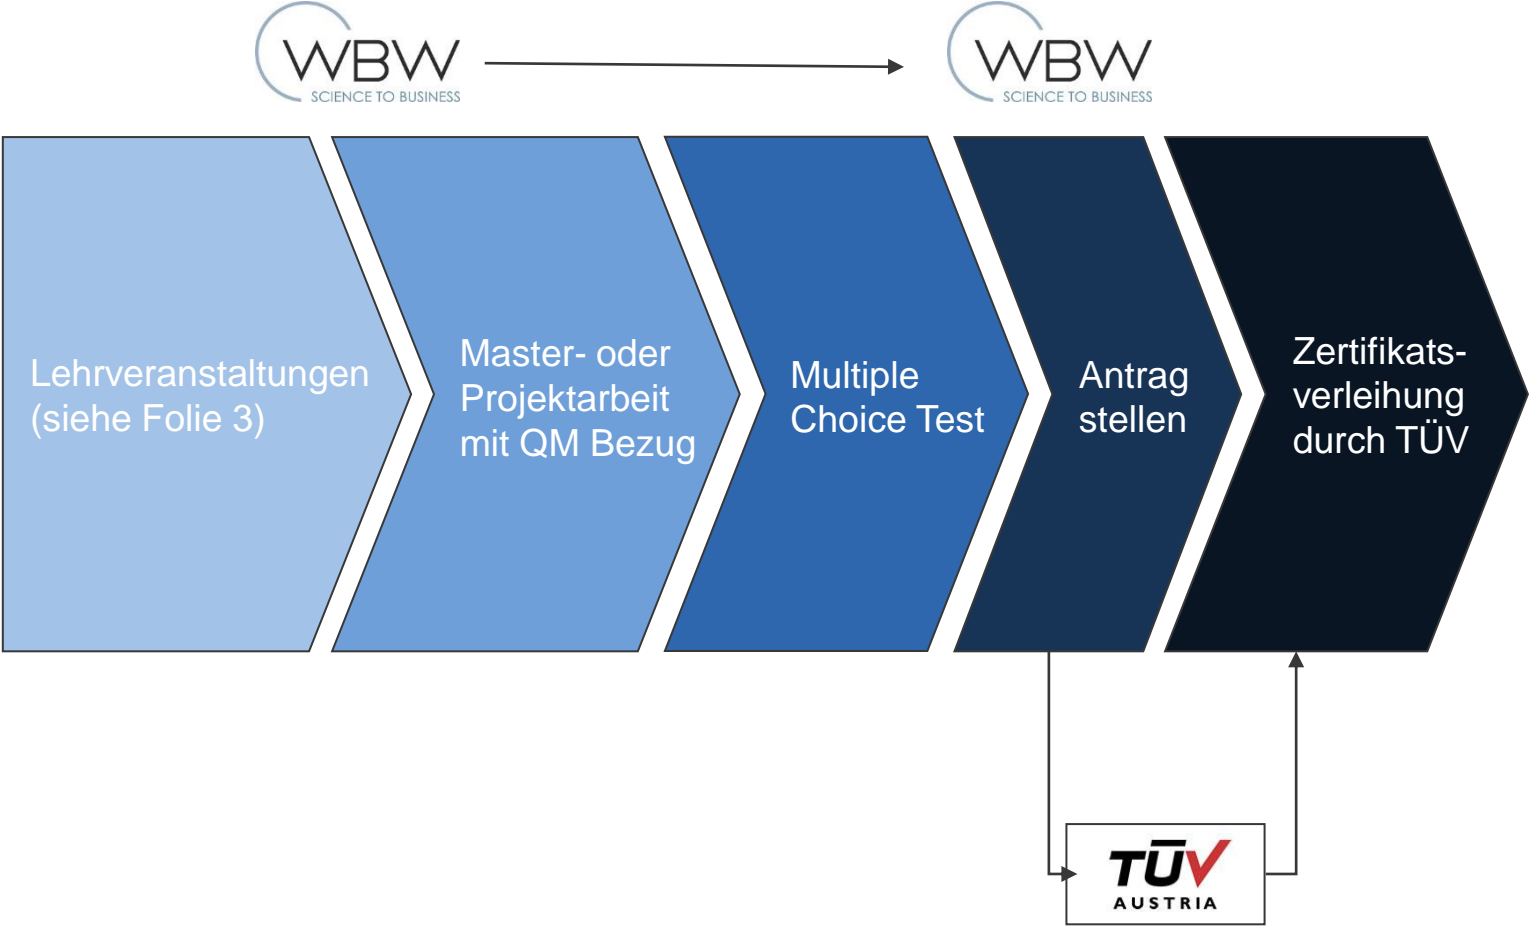 WBW
SCIENCE TO BUSINESS
WBW
SCIENCE TO BUSINESS
Lehrveranstaltungen
(siehe Folie 3)
Master- oder
Projektarbeit
mit QM Bezug
Multiple
Choice Test
Antrag
stellen
Zertifikats-
verleihung
durch TÜV
TÜV
AUSTRIA